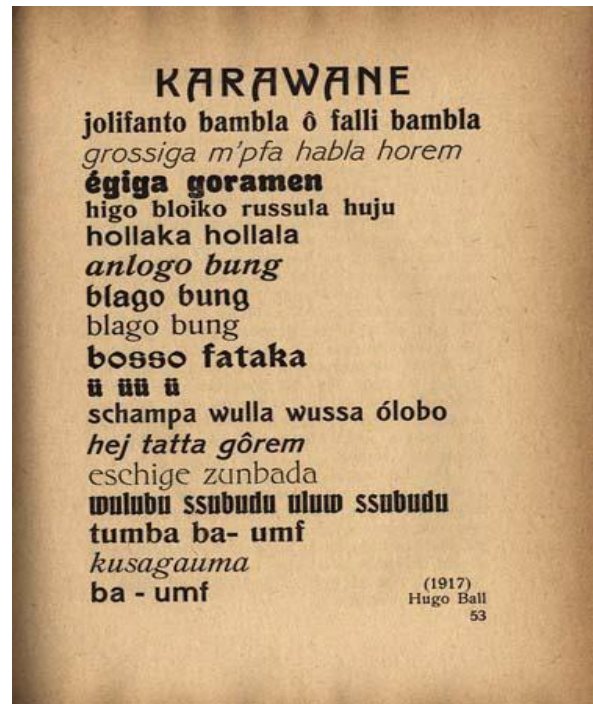 KARAWANE
jolifanto bambla ô falli bambla
grossiga m'pfa habla horem
égiga goramen
higo bloiko russula huju
hollaka hollala
anlogo bung
blago bung
blago bung
bosso fataka
ü üü ü
schampa wulla wussa ólobo
hej tatta gôrem
eschige zunbada
wulubu ssubudu uluw ssubudu
tumba ba- umf
kusagauma
ba - umf
(1917)
Hugo Ball
53